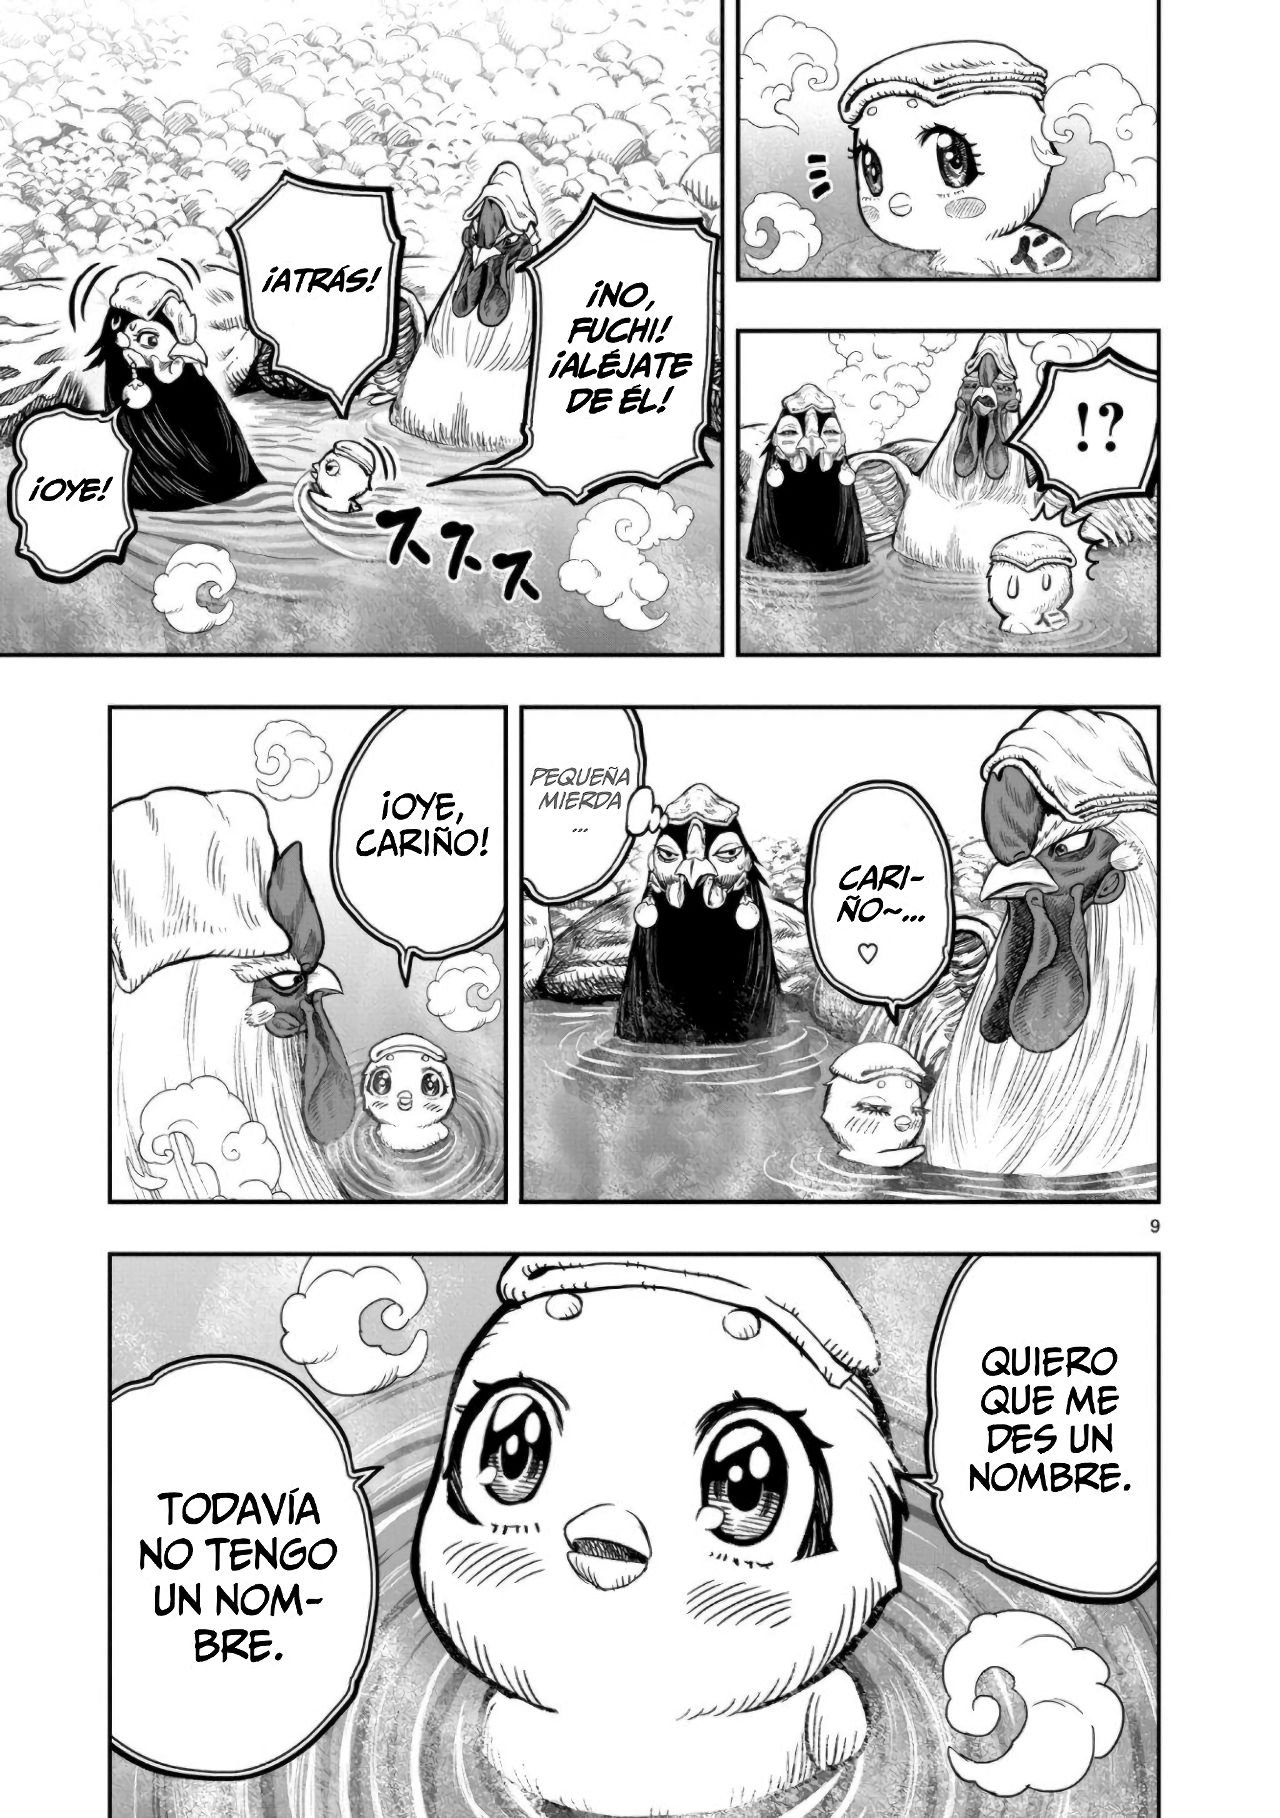 !?
¡NO,
FUCHI!
¡ALÉJATE
DE ÉL!
¡ATRÁS!
¡OYE!
ススス
CARI-
ÑO~...
♡
PEQUEÑA
MIERDA
...
¡OYE,
CARIÑO!
9
QUIERO
QUE ME
DES UN
NOMBRE.
TODAVÍA
NO TENGO
UN NOM-
BRE.